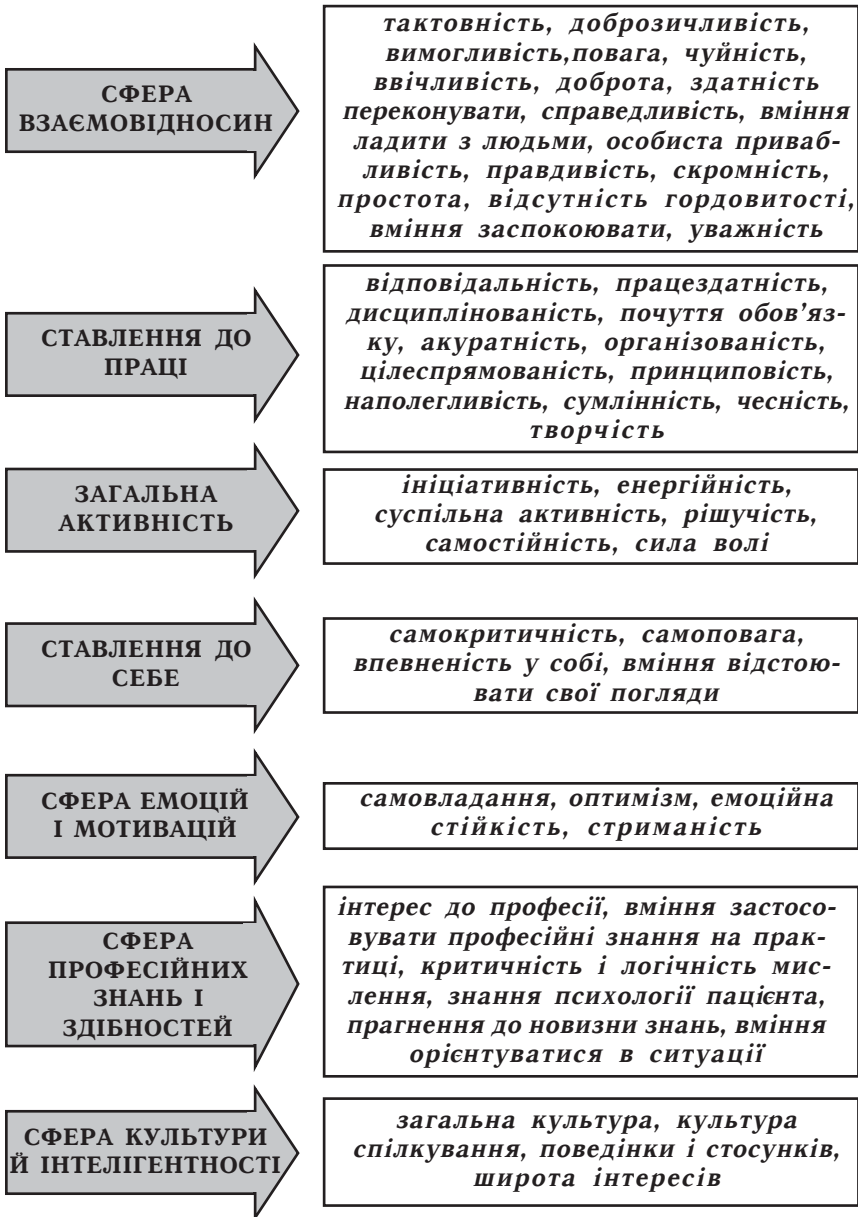 СФЕРА
ВЗАЄМОВІДНОСИН
тактовність, доброзичливість,
вимогливість,повага, чуйність,
ввічливість, доброта, здатність
переконувати, справедливість, вміння
ладити з людьми, особиста приваб-
ливість, правдивість, скромність,
простота, відсутність гордовитості,
вміння заспокоювати, уважність
СТАВЛЕННЯ ДО
ПРАЦІ
відповідальність, працездатність,
дисциплінованість, почуття обов’яз-
ку, акуратність, організованість,
цілеспрямованість, принциповість,
наполегливість, сумлінність, чесність,
творчість
ЗАГАЛЬНА
АКТИВНІСТЬ
ініціативність, енергійність,
суспільна активність, рішучість,
самостійність, сила волі
СТАВЛЕННЯ ДО
СЕБЕ
самокритичність, самоповага,
впевненість у собі, вміння відстою-
вати свої погляди
СФЕРА ЕМОЦІЙ
І МОТИВАЦІЙ
самовладання, оптимізм, емоційна
стійкість, стриманість
СФЕРА
ПРОФЕСІЙНИХ
ЗНАНЬ І
ЗДІБНОСТЕЙ
інтерес до професії, вміння застосо-
вувати професійні знання на прак-
тиці, критичність і логічність мис-
лення, знання психології пацієнта,
прагнення до новизни знань, вміння
орієнтуватися в ситуації
СФЕРА КУЛЬТУРИ
Й ІНТЕЛІГЕНТНОСТІ
загальна культура, культура
спілкування, поведінки і стосунків,
широта інтересів